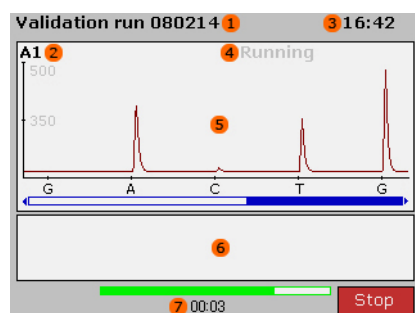 Validation run 080214 1 3 16:42
A1 2 4 Running
500
350
5
G A C T G
6
7 00:03
Stop